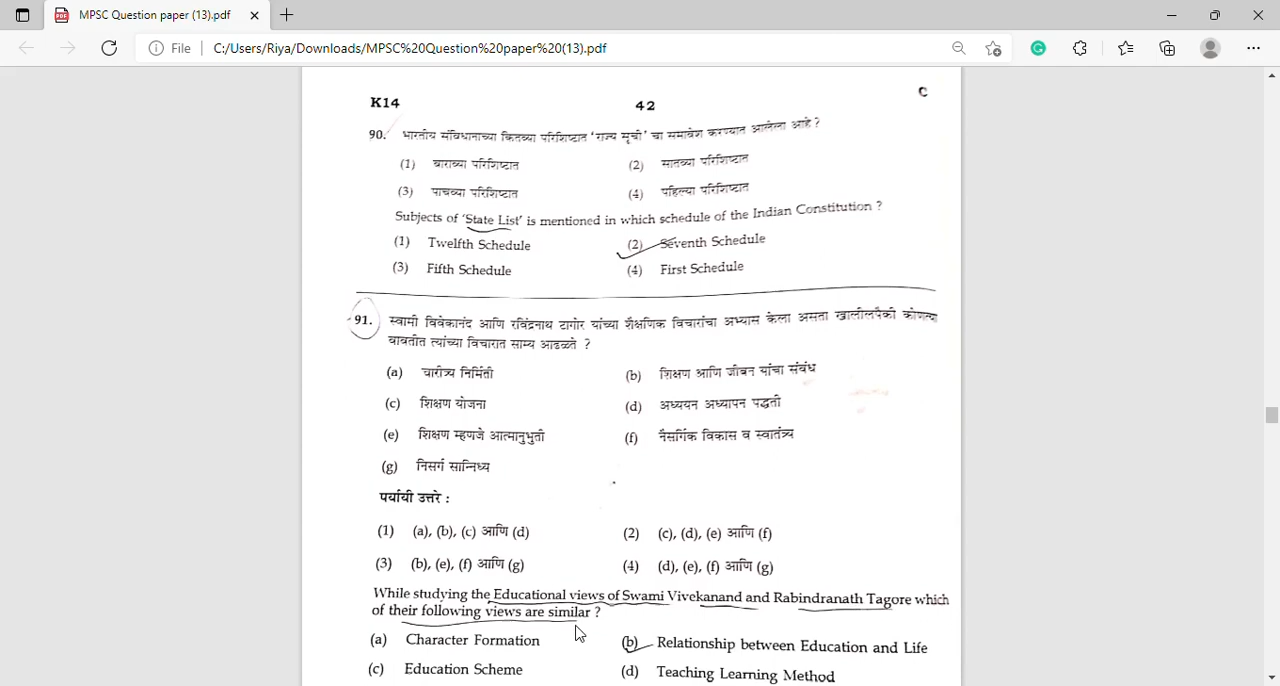 MPSC Question paper (13).pdf
File C:/Users/Riya/Downloads/MPSC%20Question%20paper%20(13).pdf
K14 42 C
90. भारतीय संविधानाच्या कितव्या परिशिष्टात 'राज्य सूची' चा समावेश करण्यात आलेला आहे ?
(1) बाराव्या परिशिष्टात (2) सातव्या परिशिष्टात
(3) पाचव्या परिशिष्टात (4) पहिल्या परिशिष्टात
Subjects of 'State List' is mentioned in which schedule of the Indian Constitution ?
(1) Twelfth Schedule (2) Seventh Schedule
(3) Fifth Schedule (4) First Schedule
91. स्वामी विवेकानंद आणि रविंद्रनाथ टागोर यांच्या शैक्षणिक विचारांचा अभ्यास केला असता खालीलपैकी कोणत्या
बाबतीत त्यांच्या विचारात साम्य आढळते ?
(a) चारीत्र्य निर्मिती (b) शिक्षण आणि जीवन यांचा संबंध
(c) शिक्षण योजना (d) अध्ययन अध्यापन पद्धती
(e) शिक्षण म्हणजे आत्मानुभुती (f) नैसर्गिक विकास व स्वातंत्र्य
(g) निसर्ग सान्निध्य
पर्यायी उत्तरे :
(1) (a), (b), (c) आणि (d) (2) (c), (d), (e) आणि (f)
(3) (b), (e), (f) आणि (g) (4) (d), (e), (f) आणि (g)
While studying the Educational views of Swami Vivekanand and Rabindranath Tagore which
of their following views are similar ?
(a) Character Formation (b) Relationship between Education and Life
(c) Education Scheme (d) Teaching Learning Method